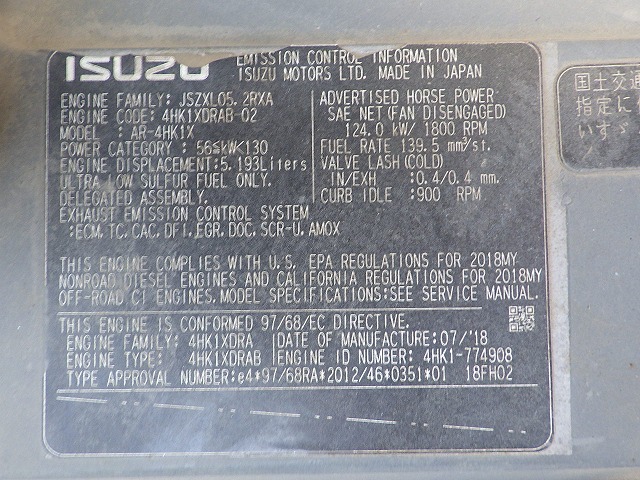 ISUZU
EMISSION CONTROL INFORMATION
ISUZU MOTORS LTD. MADE IN JAPAN
ENGINE FAMILY: JSZXL05.2RXA
ENGINE CODE: 4HK1XDRAB-02
MODEL : AR-4HK1X
POWER CATEGORY : 56≤kW<130
ENGINE DISPLACEMENT:5.193Liters
ULTRA LOW SULFUR FUEL ONLY.
DELEGATED ASSEMBLY.
EXHAUST EMISSION CONTROL SYSTEM
:ECM,TC,CAC,DFI,EGR,DOC,SCR-U,AMOX
ADVERTISED HORSE POWER
SAE NET(FAN DISENGAGED)
124.0 kW/ 1800 RPM
FUEL RATE 139.5 mm³/st.
VALVE LASH(COLD)
IN/EXH :0.4/0.4 mm.
CURB IDLE :900 RPM
THIS ENGINE COMPLIES WITH U.S. EPA REGULATIONS FOR 2018MY
NONROAD DIESEL ENGINES AND CALIFORNIA REGULATIONS FOR 2018MY
OFF-ROAD CI ENGINES.MODEL SPECIFICATIONS:SEE SERVICE MANUAL.
THIS ENGINE IS CONFORMED 97/68/EC DIRECTIVE.
ENGINE FAMILY: 4HK1XDRA
ENGINE TYPE: 4HK1XDRAB
DATE OF MANUFACTURE:07/'18
ENGINE ID NUMBER: 4HK1-774908
TYPE APPROVAL NUMBER:e4*97/68RA*2012/46*0351*01 18FH02
国土交通
指定に
いすゞ